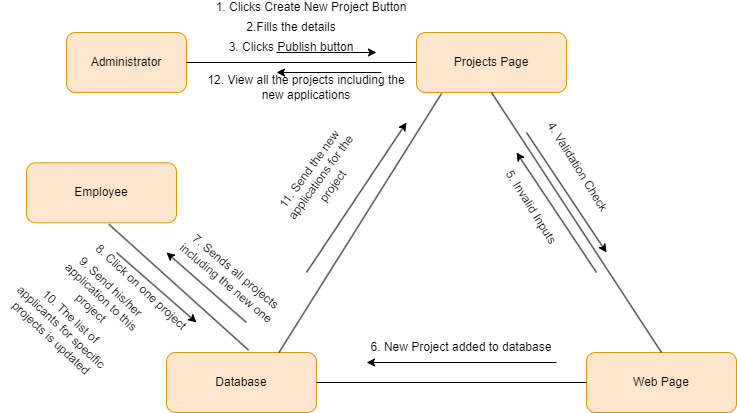 1. Clicks Create New Project Button
2.Fills the details
3. Clicks Publish button
Administrator
Projects Page
12. View all the projects including the
new applications
4. Validation Check
5. Invalid Inputs
11. Send the new
applications for the
project
Employee
7. Sends all projects
including the new one
8. Click on one project
9. Send his/her
application to this
project
10. The list of
applicants for specific
projects is updated
6. New Project added to database
Database
Web Page